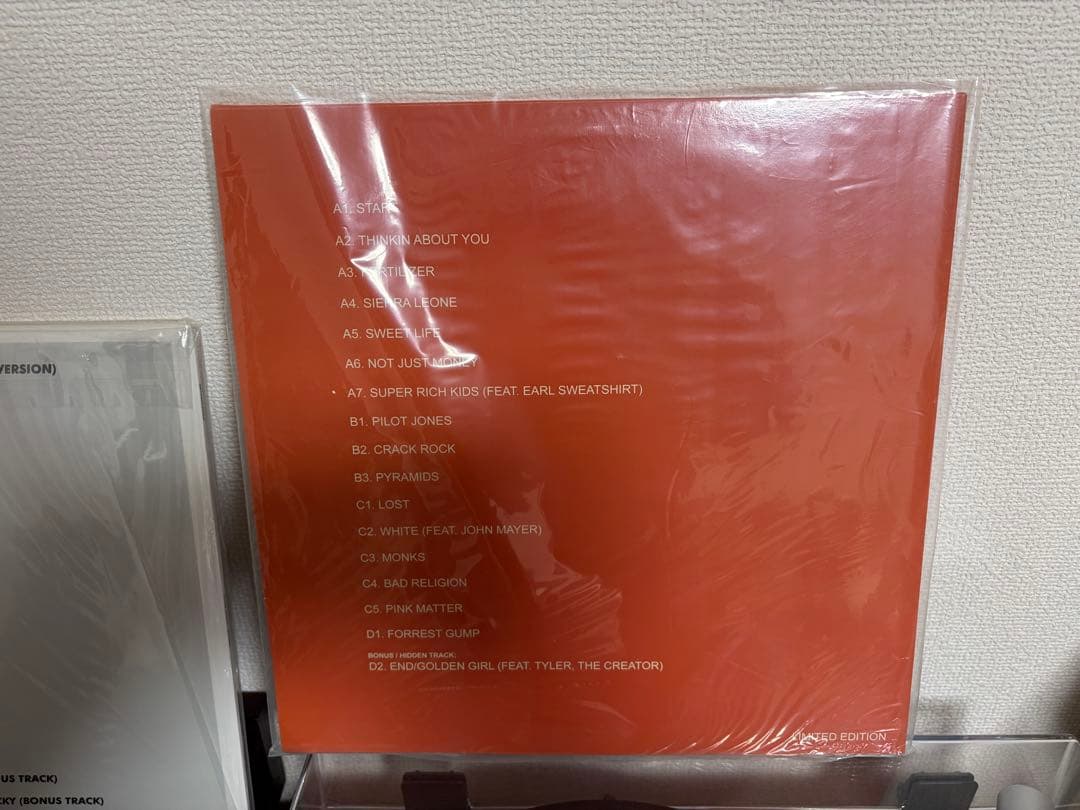 A1. START
A2. THINKIN ABOUT YOU
A3. FERTILIZER
A4. SIERRA LEONE
A5. SWEET LIFE
A6. NOT JUST MONEY
A7. SUPER RICH KIDS (FEAT. EARL SWEATSHIRT)
B1. PILOT JONES
B2. CRACK ROCK
B3. PYRAMIDS
C1. LOST
C2. WHITE (FEAT. JOHN MAYER)
C3. MONKS
C4. BAD RELIGION
C5. PINK MATTER
D1. FORREST GUMP
BONUS / HIDDEN TRACK:
D2. END/GOLDEN GIRL (FEAT. TYLER, THE CREATOR)
LIMITED EDITION
VERSION)
US TRACK)
CKY (BONUS TRACK)